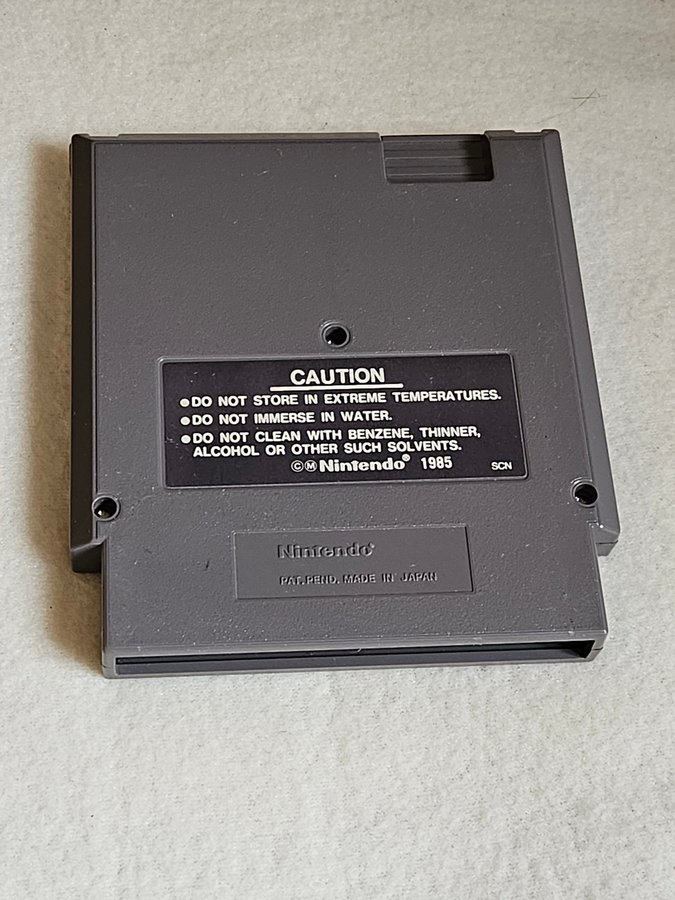 CAUTION
●DO NOT STORE IN EXTREME TEMPERATURES.
●DO NOT IMMERSE IN WATER.
●DO NOT CLEAN WITH BENZENE, THINNER,
ALCOHOL OR OTHER SUCH SOLVENTS.
©Ⓜ Nintendo® 1985 SCN
Nintendo®
PAT. PEND. MADE IN JAPAN